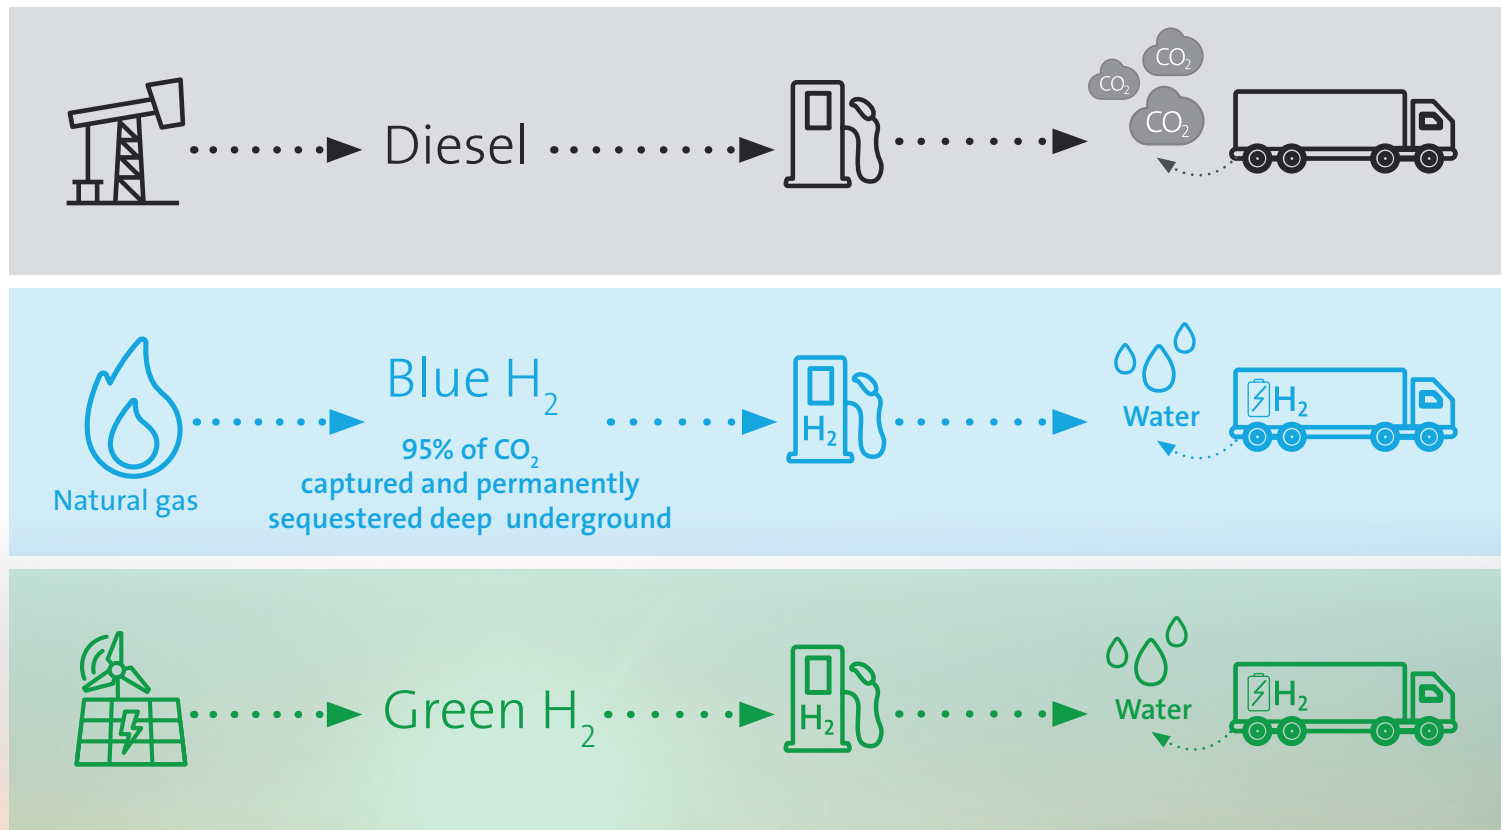 CO₂
CO₂
CO₂
Diesel
Blue H₂
95% of CO₂
captured and permanently
sequestered deep underground
Natural gas
H₂
Water
H₂
Green H₂
H₂
Water
H₂